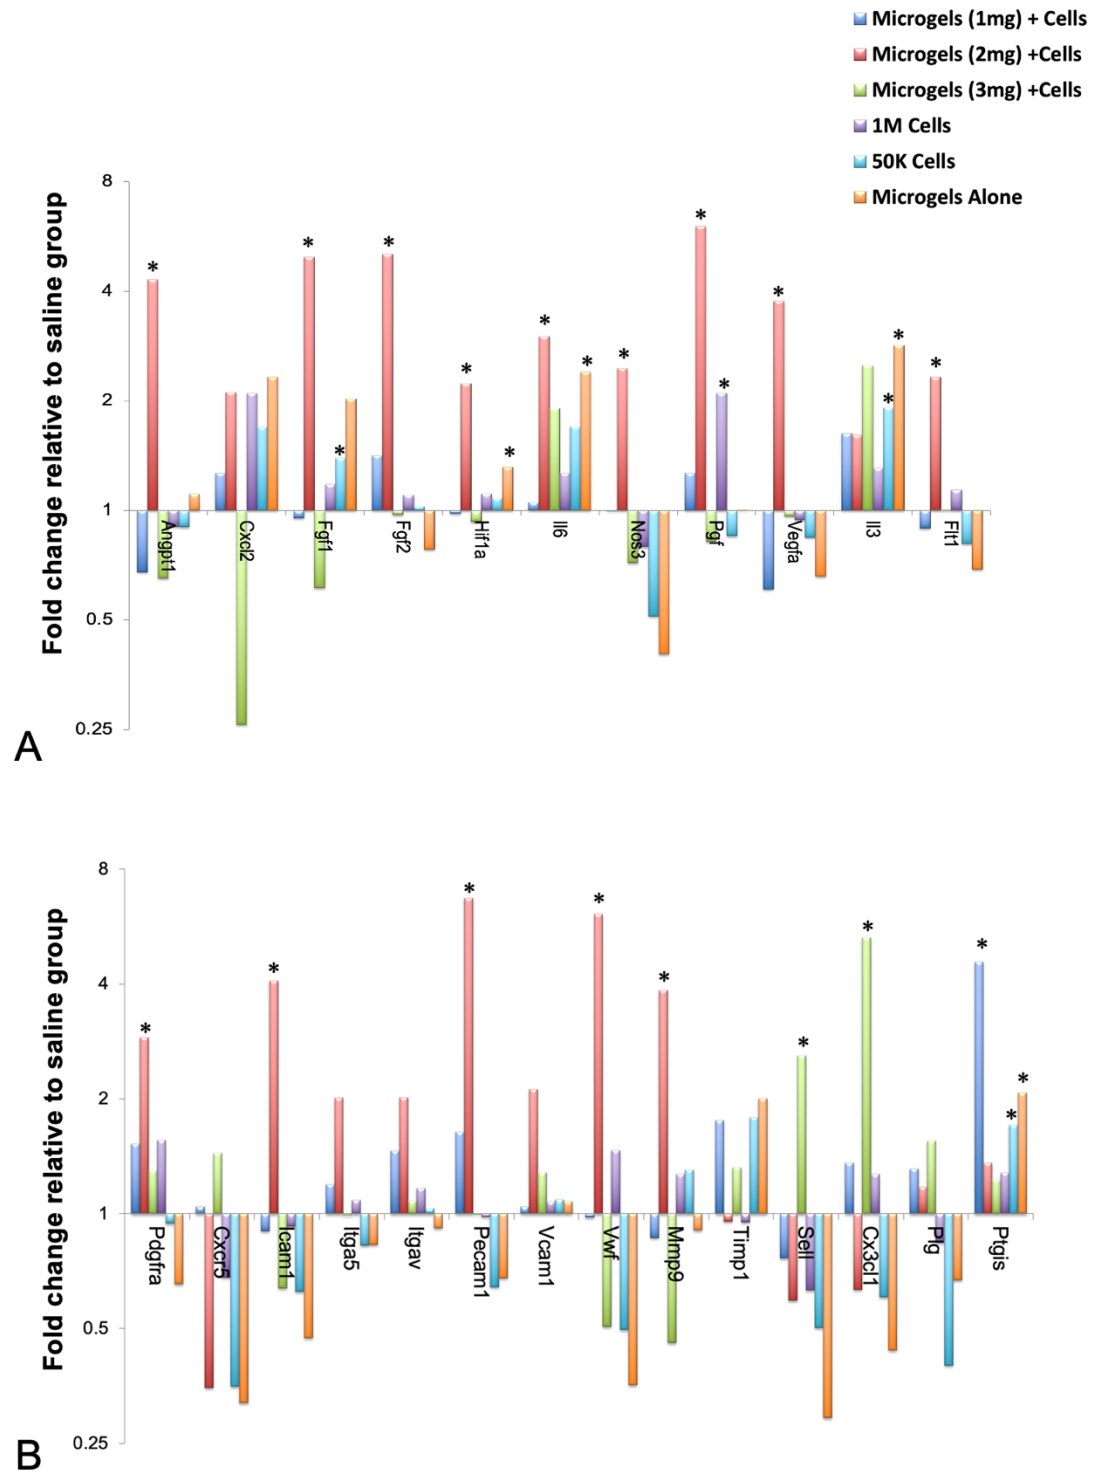 Microgels (1mg) + Cells
Microgels (2mg) +Cells
Microgels (3mg) +Cells
1M Cells
50K Cells
Microgels Alone
Fold change relative to saline group
8
4
2
1
0.5
0.25
* * * * * * * * * * * * * * * *
Angpt1 Cxcl2 Fgf1 Fgf2 Hif1a Il6 Nos3 Pgf Vegfa Il3 Flt1
A
Fold change relative to saline group
8
4
2
1
0.5
0.25
* * * * * * * * * *
Pdgfra Cxcr5 Icam1 Itga5 Itgav Pecam1 Vcam1 Vwf Mmp9 Timp1 Sell Cx3cl1 Plg Ptgis
B